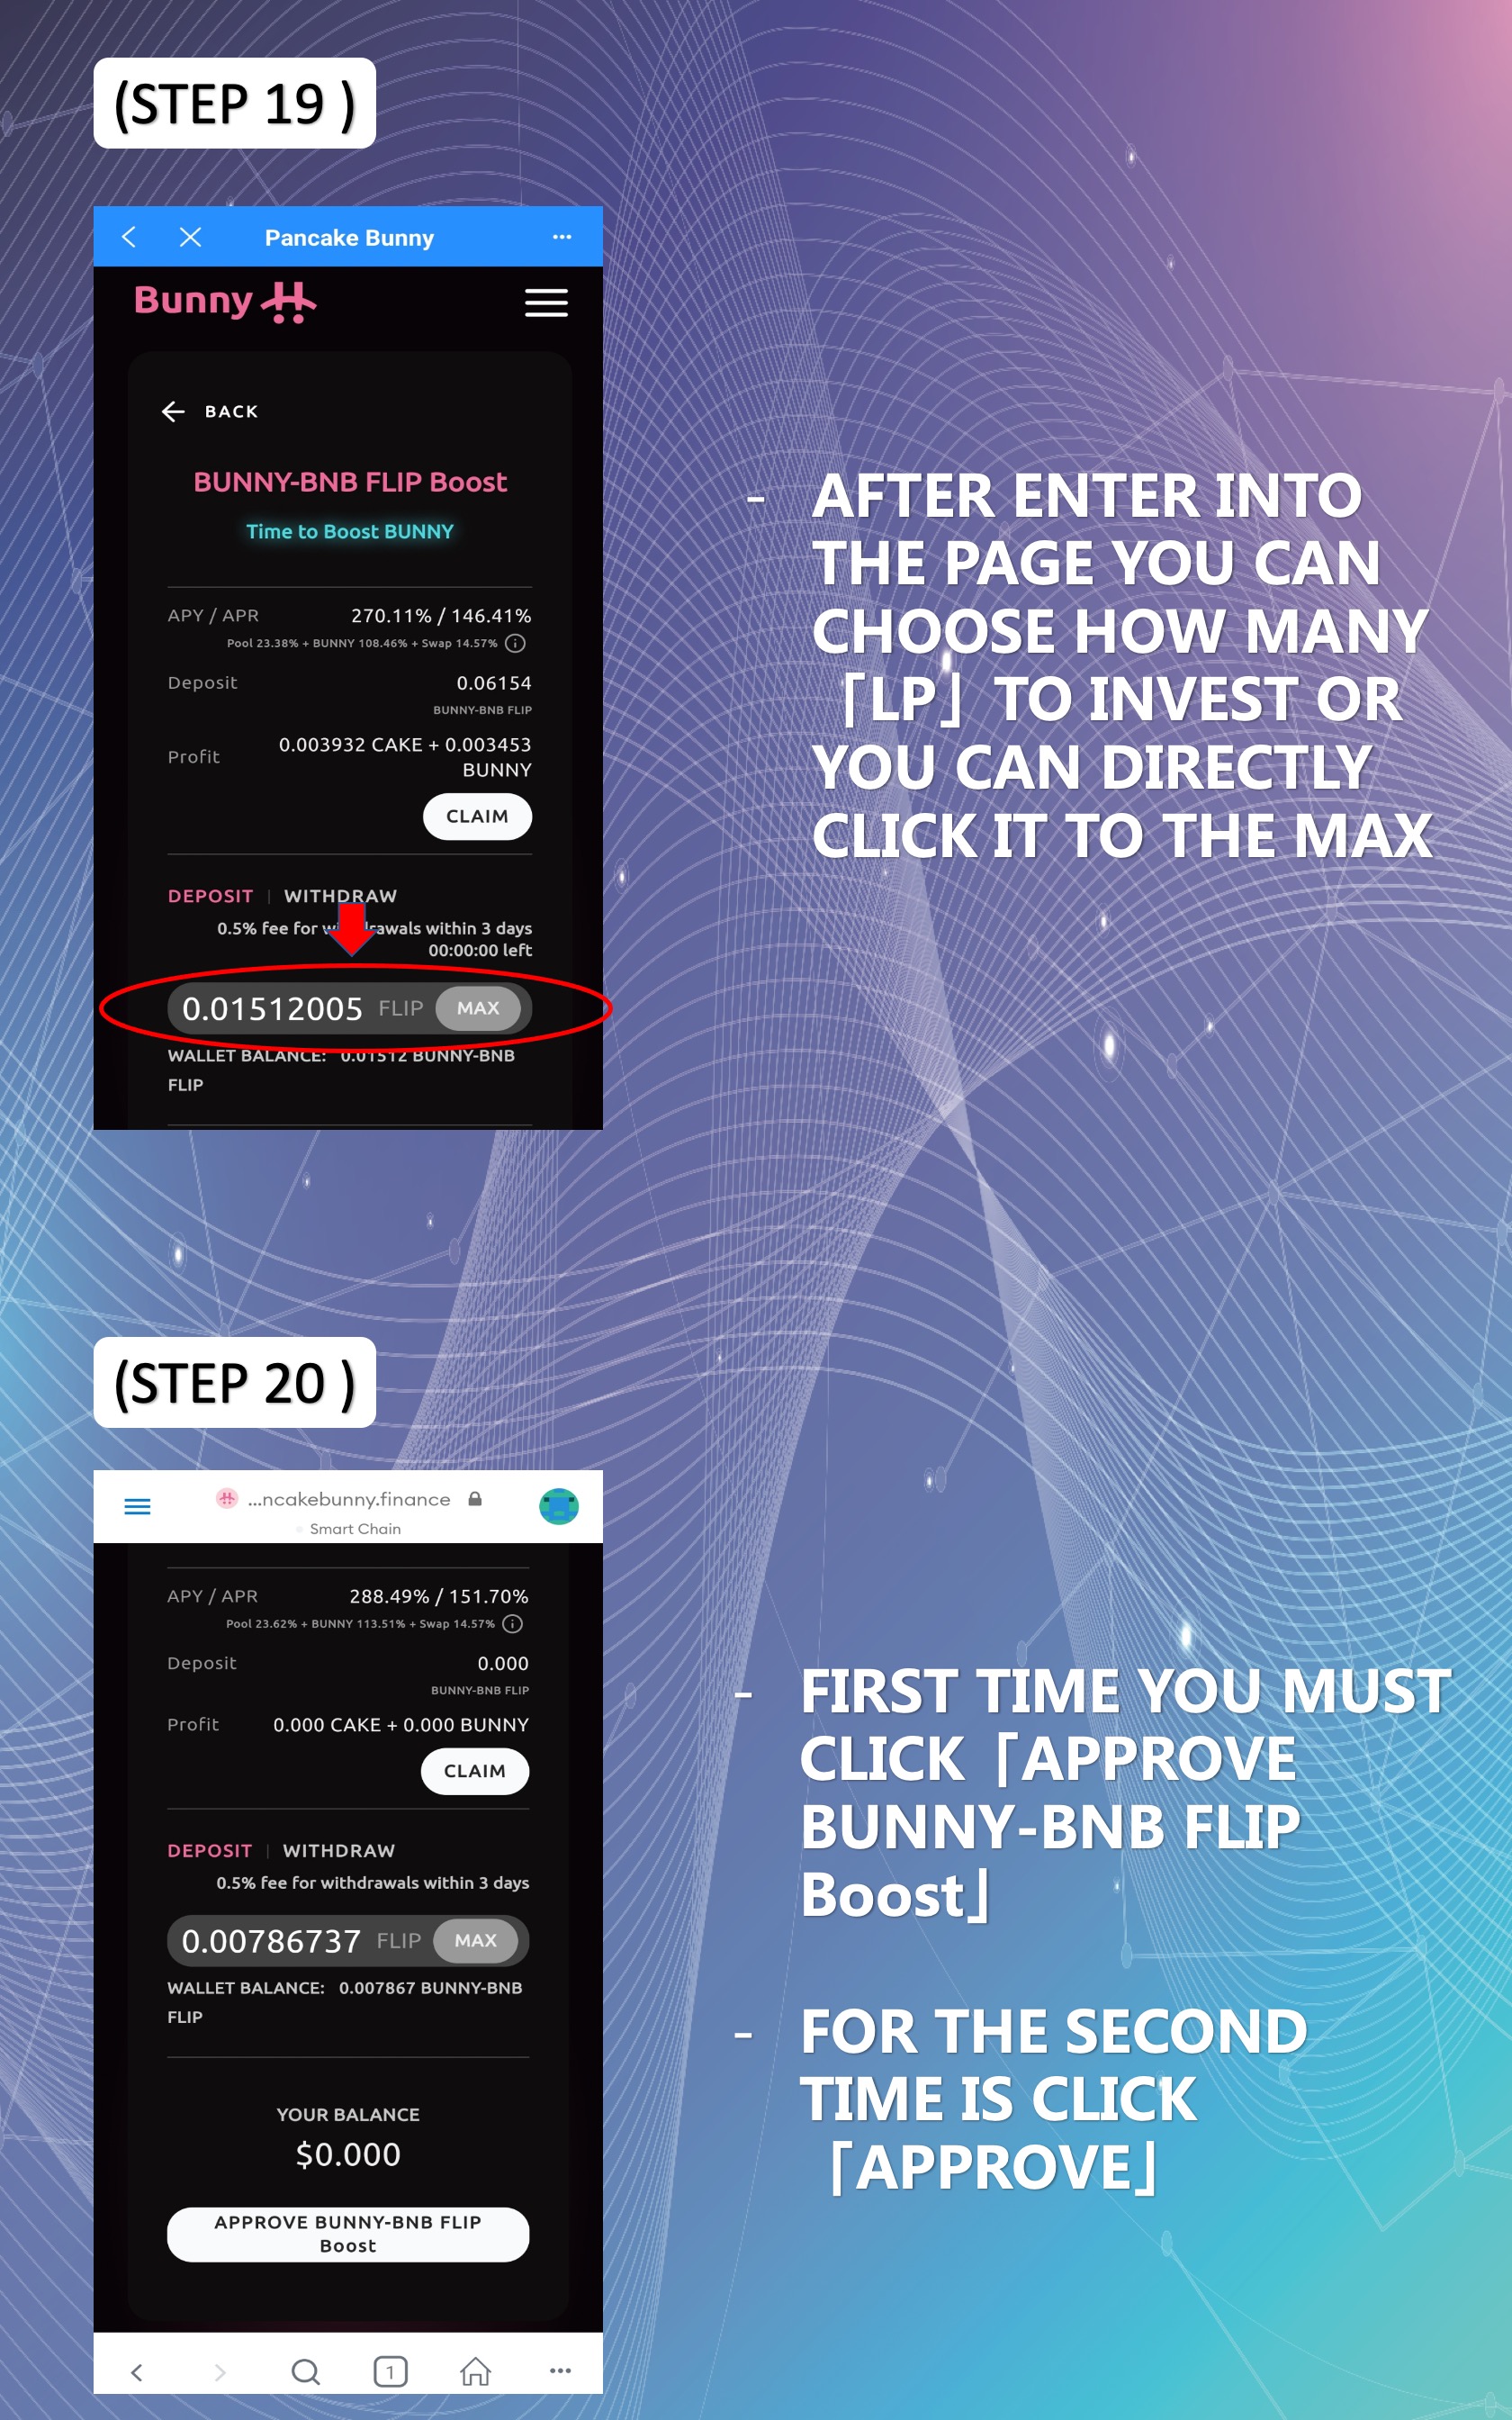 (STEP 19 )
Pancake Bunny
Bunny
BACK
BUNNY-BNB FLIP Boost
Time to Boost BUNNY
APY / APR 270.11% / 146.41%
Pool 23.38% + BUNNY 108.46% + Swap 14.57%
Deposit 0.06154
BUNNY-BNB FLIP
Profit 0.003932 CAKE + 0.003453
BUNNY
CLAIM
DEPOSIT | WITHDRAW
0.5% fee for within 3 days
00:00:00 left
0.01512005 FLIP MAX
WALLET BALANCE: 0.01512 BUNNY-BNB
FLIP
- AFTER ENTER INTO
THE PAGE YOU CAN
CHOOSE HOW MANY
「LP」 TO INVEST OR
YOU CAN DIRECTLY
CLICK IT TO THE MAX
(STEP 20 )
...ncakebunny.finance
Smart Chain
APY / APR 288.49% / 151.70%
Pool 23.62% + BUNNY 113.51% + Swap 14.57%
Deposit 0.000
BUNNY-BNB FLIP
Profit 0.000 CAKE + 0.000 BUNNY
CLAIM
DEPOSIT | WITHDRAW
0.5% fee for withdrawals within 3 days
0.00786737 FLIP MAX
WALLET BALANCE: 0.007867 BUNNY-BNB
FLIP
YOUR BALANCE
$0.000
APPROVE BUNNY-BNB FLIP
Boost
1
- FIRST TIME YOU MUST
CLICK「APPROVE
BUNNY-BNB FLIP
Boost」
- FOR THE SECOND
TIME IS CLICK
「APPROVE」